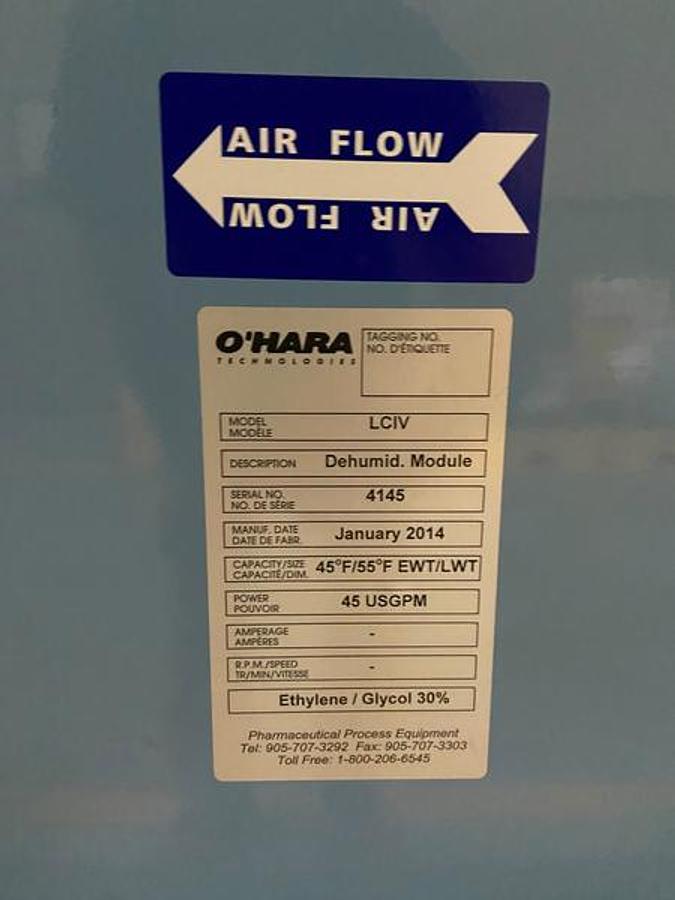 AIR FLOW
AIR FLOW
O'HARA
TECHNOLOGIES
TAGGING NO.
NO. D'ÉTIQUETTE
MODEL
MODÈLE
LCIV
DESCRIPTION Dehumid. Module
SERIAL NO.
NO. DE SÉRIE
4145
MANUF. DATE
DATE DE FABR.
January 2014
CAPACITY/SIZE
CAPACITÉ/DIM.
45°F/55°F EWT/LWT
POWER
POUVOIR
45 USGPM
AMPERAGE
AMPÈRES
-
R.P.M./SPEED
TR/MIN/VITESSE
-
Ethylene / Glycol 30%
Pharmaceutical Process Equipment
Tel: 905-707-3292 Fax: 905-707-3303
Toll Free: 1-800-206-6545